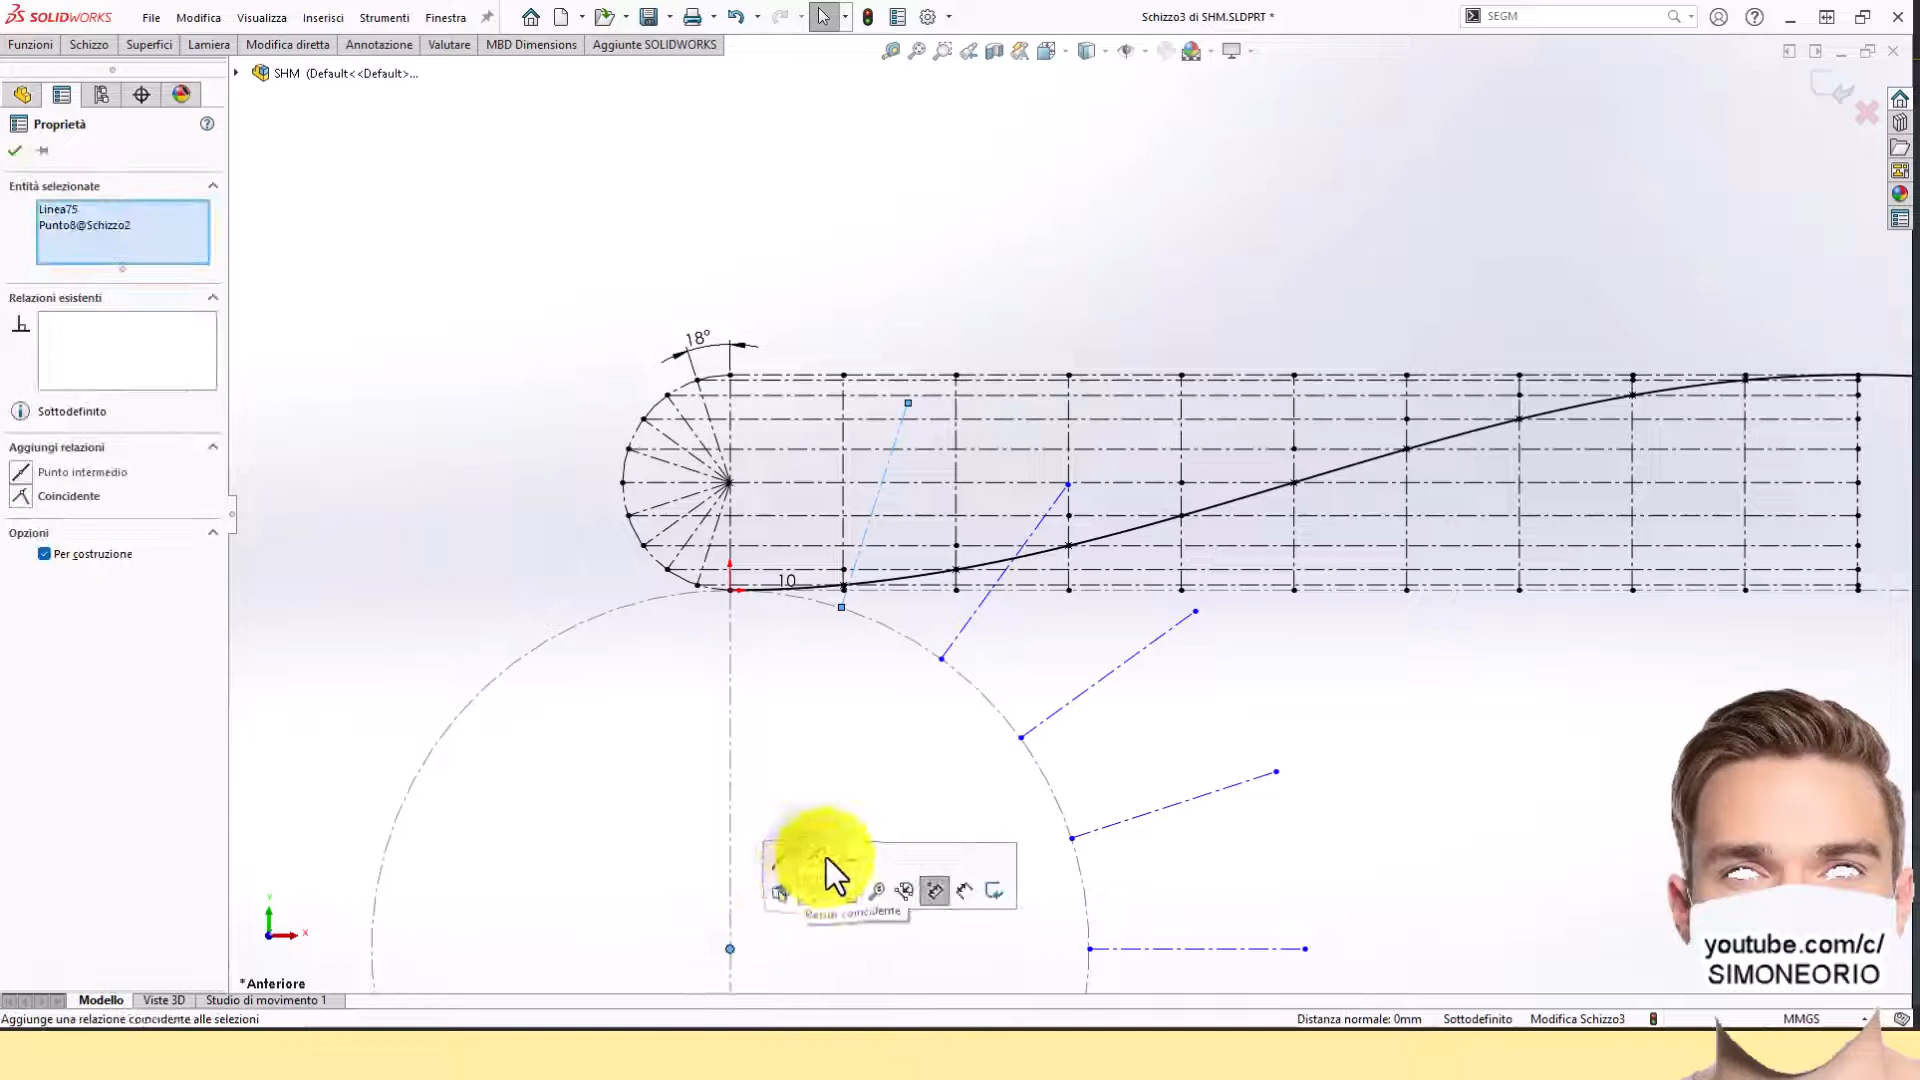 SOLIDWORKS
File
Modifica
Visualizza
Inserisci
Strumenti
Finestra
Schizzo3 di SHM.SLDPRT *
SEGM
Funzioni
Schizzo
Superfici
Lamiera
Modifica diretta
Annotazione
Valutare
MBD Dimensions
Aggiunte SOLIDWORKS
SHM (Default<<Default>...
Proprietà
Entità selezionate
Linea75
Punto8@Schizzo2
Relazioni esistenti
Sottodefinito
Aggiungi relazioni
Punto intermedio
Coincidente
Opzioni
Per costruzione
18°
10
Rendi coincidente
Y
X
*Anteriore
youtube.com/c/
SIMONEORIO
Modello
Viste 3D
Studio di movimento 1
Aggiunge una relazione coincidente alle selezioni
Distanza normale: 0mm
Sottodefinito
Modifica Schizzo3
MMGS